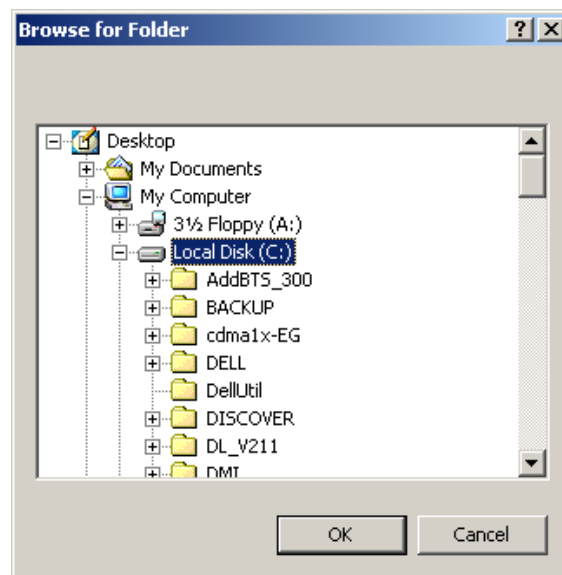 Browse for Folder
Desktop
My Documents
My Computer
3½ Floppy (A:)
Local Disk (C:)
AddBTS_300
BACKUP
cdma1x-EG
DELL
DellUtil
DISCOVER
DL_V211
DMI
OK Cancel